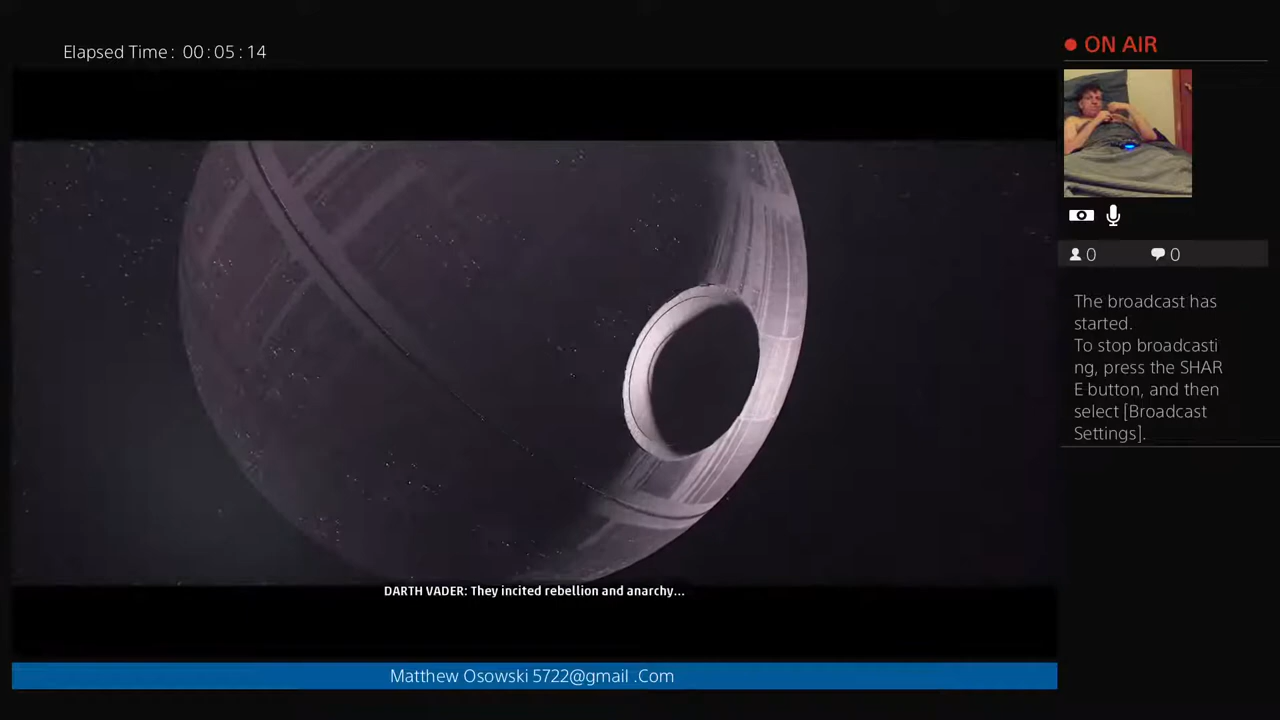 Elapsed Time: 00:05:14
ON AIR
0 0
The broadcast has
started.
To stop broadcasti
ng, press the SHAR
E button, and then
select [Broadcast
Settings].
DARTH VADER: They incited rebellion and anarchy...
Matthew Osowski 5722@gmail .Com